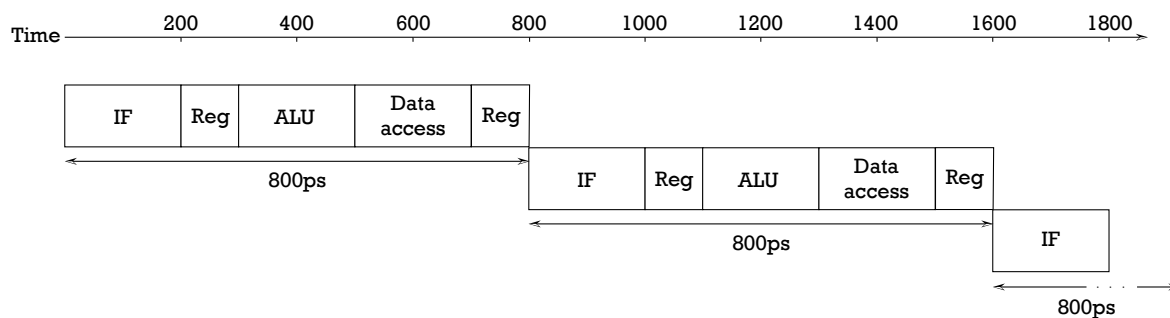 200 400 600 800 1000 1200 1400 1600 1800
Time
IF Reg ALU Data access Reg
800ps
IF Reg ALU Data access Reg
800ps
IF
800ps